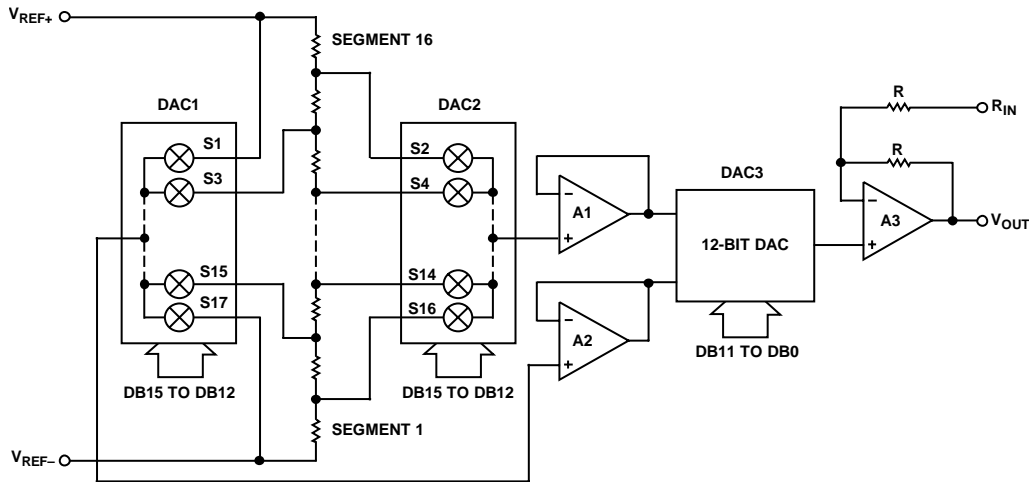 VREF+
SEGMENT 16
DAC1
DAC2
R
RIN
S1
S2
S3
S4
DAC3
R
A1
A3
VOUT
12-BIT DAC
S15
S14
S17
S16
A2
DB11 TO DB0
DB15 TO DB12
DB15 TO DB12
SEGMENT 1
VREF–